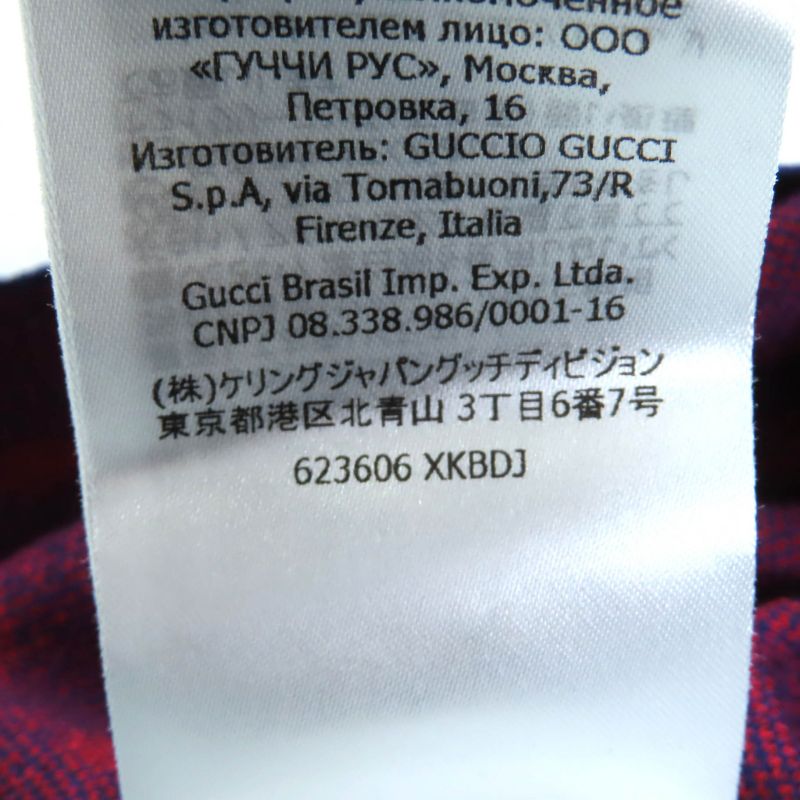 изготовителем лицо: ООО
«ГУЧЧИ РУС», Москва,
Петровка, 16
Изготовитель: GUCCIO GUCCI
S.p.A, via Tornabuoni,73/R
Firenze, Italia
Gucci Brasil Imp. Exp. Ltda.
CNPJ 08.338.986/0001-16
(株)ケリングジャパングッチディビジョン
東京都港区北青山 3丁目6番7号
623606 XKBDJ